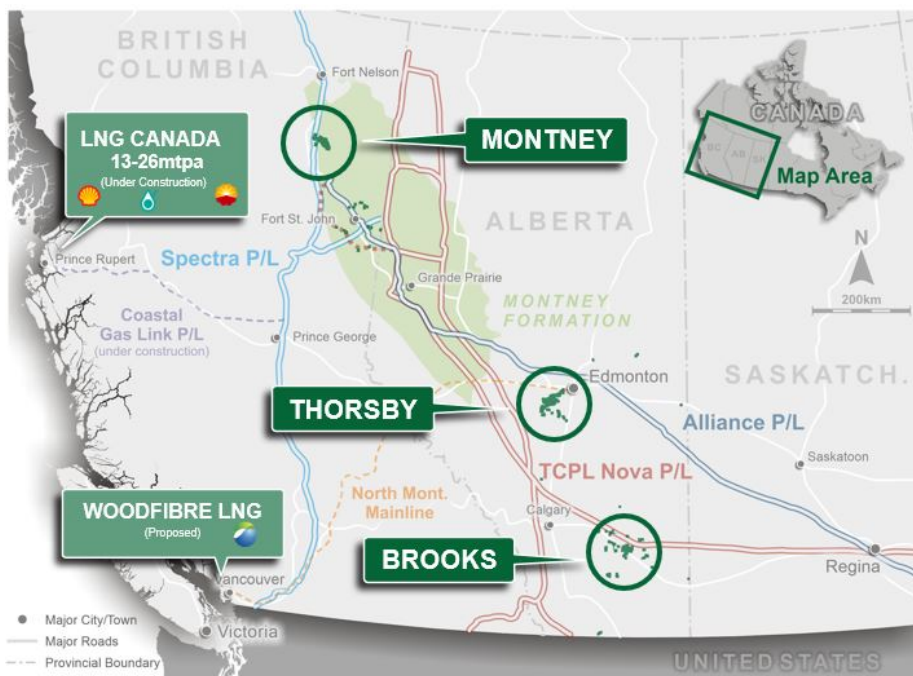 BRITISH
COLUMBIA
Fort Nelson
LNG CANADA
13-26mtpa
(Under Construction)
MONTNEY
CANADA
BC
AB
SK
Map Area
Fort St. John
ALBERTA
N
Prince Rupert
Spectra P/L
Grande Prairie
200km
Coastal
Gas Link P/L
(under construction)
MONTNEY
FORMATION
Prince George
Edmonton
SASKATCH.
THORSBY
Alliance P/L
Saskatoon
TCPL Nova P/L
North Mont.
Mainline
WOODFIBRE LNG
(Proposed)
Calgary
BROOKS
Regina
Vancouver
Major City/Town
Victoria
Major Roads
Provincial Boundary
UNITED STATES